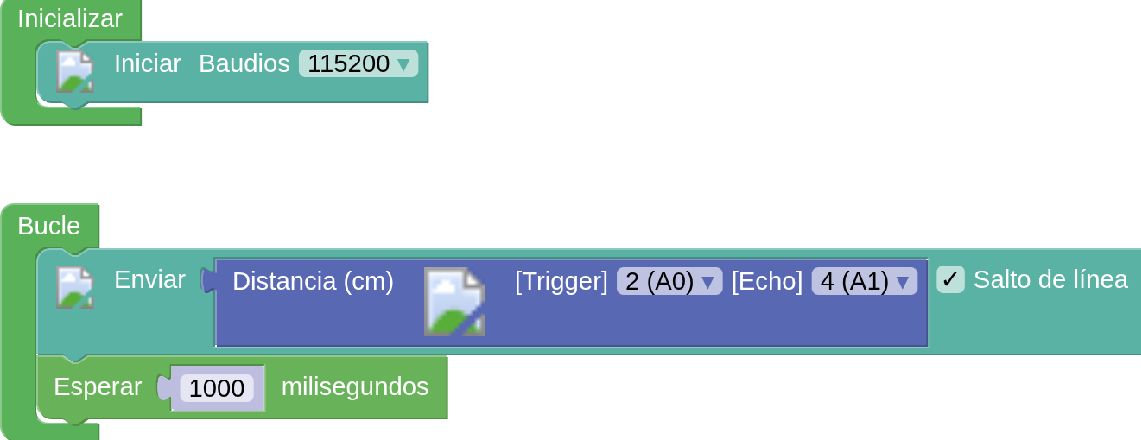 Inicializar
Iniciar Baudios 115200 ▾
Bucle
Enviar Distancia (cm) [Trigger] 2 (A0) ▾ [Echo] 4 (A1) ▾ ✓ Salto de línea
Esperar 1000 milisegundos